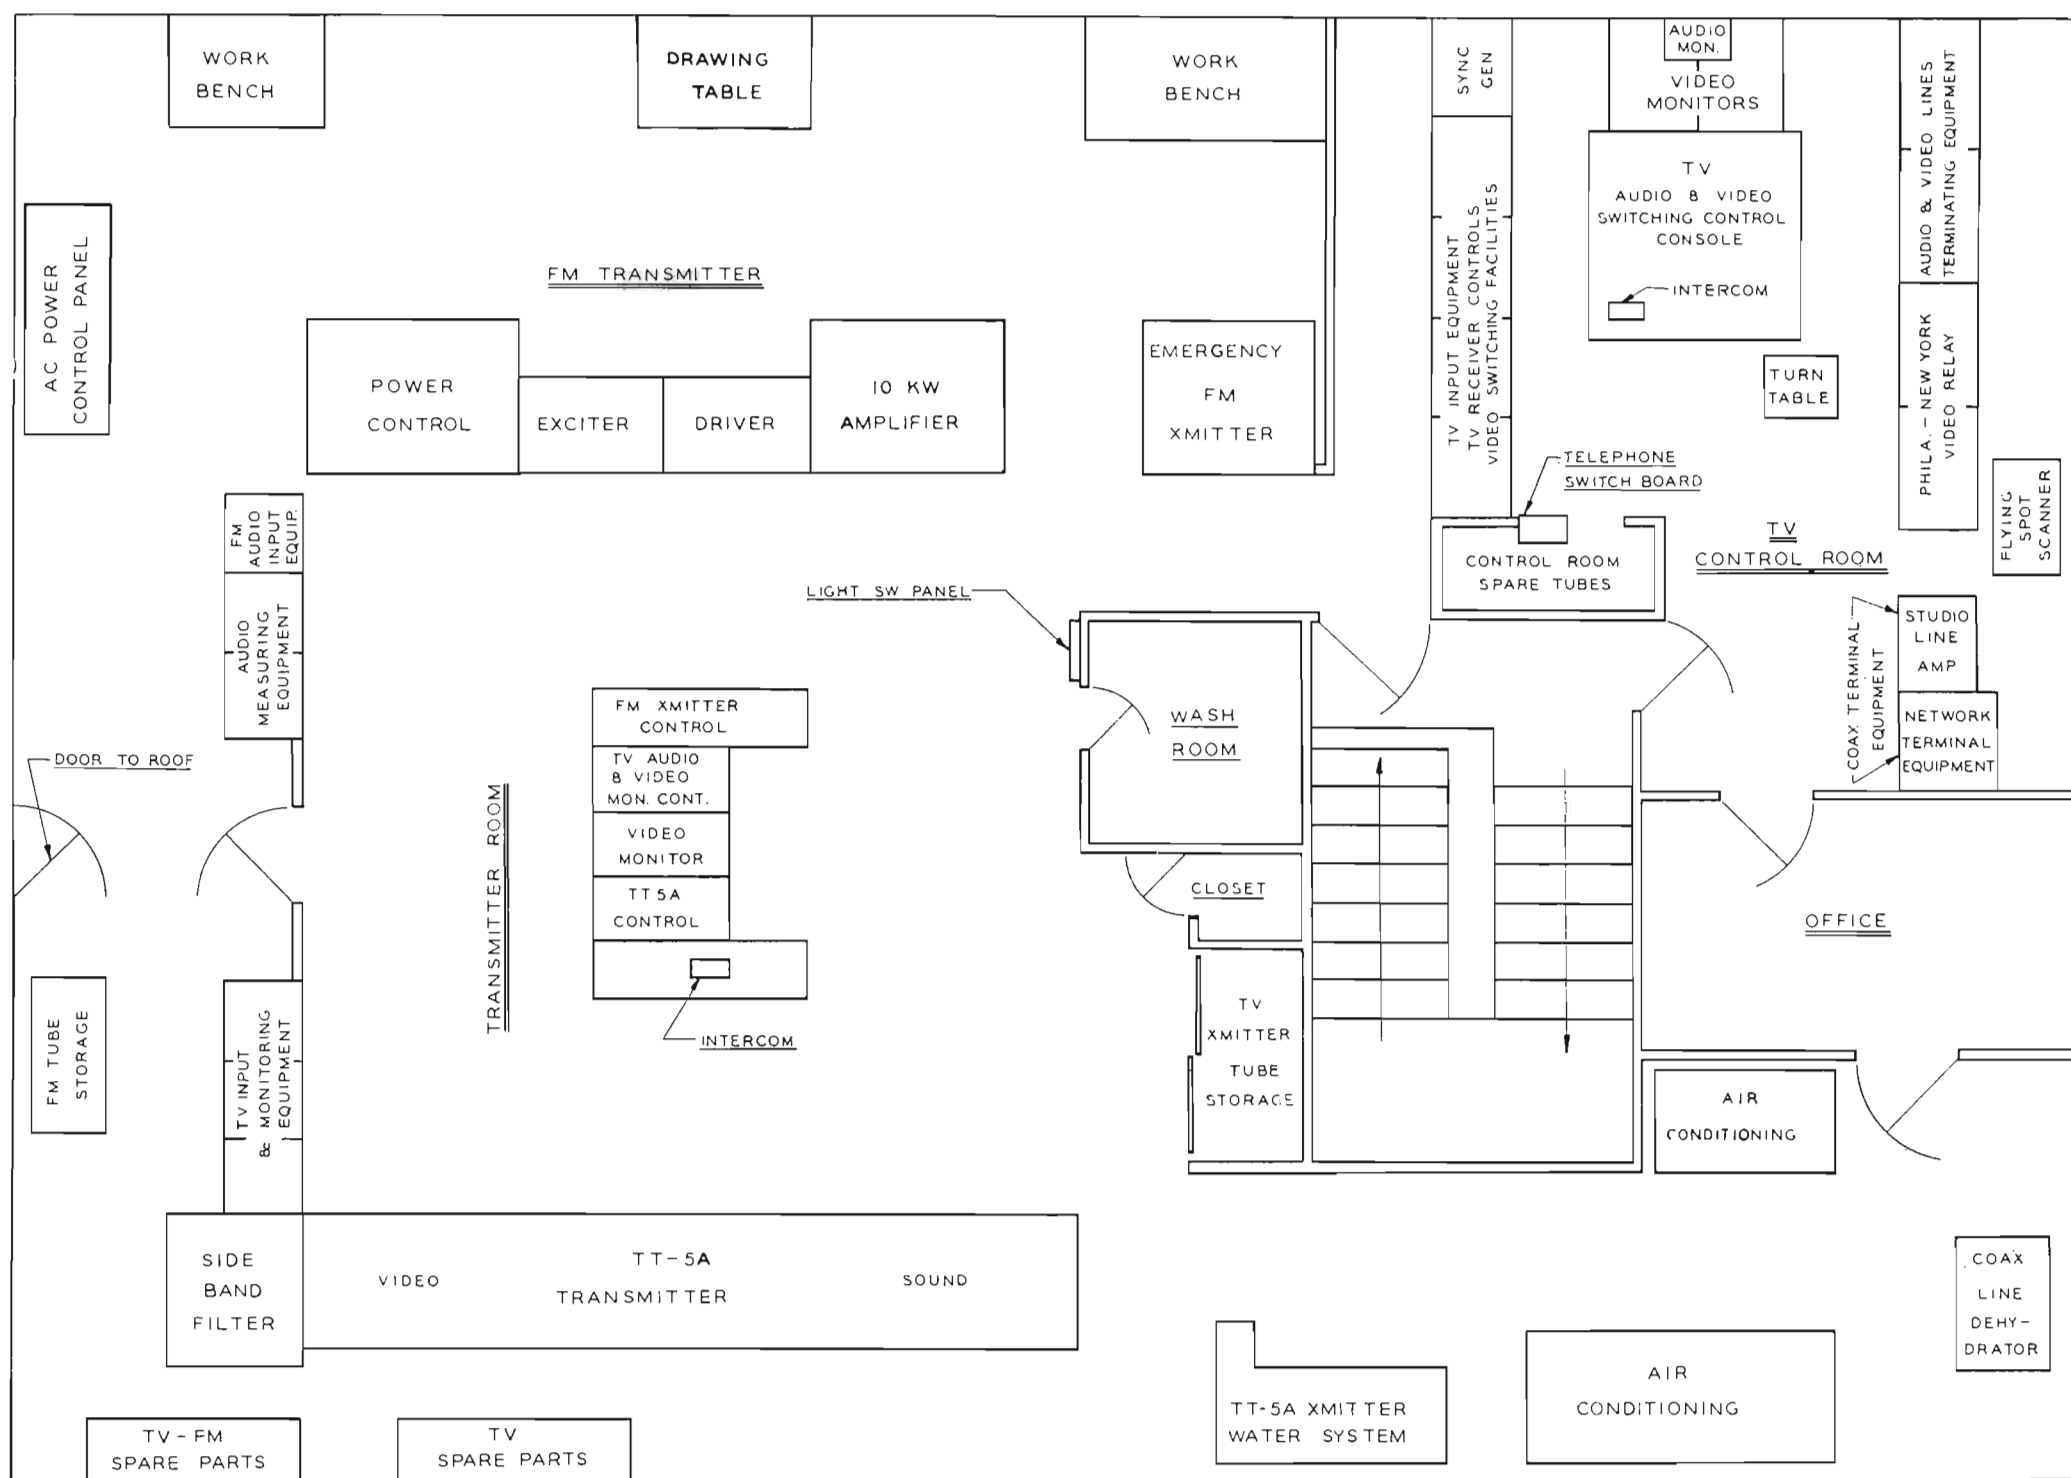 WORK
BENCH
DRAWING
TABLE
WORK
BENCH
SYNC
GEN
AUDIO
MON.
VIDEO
MONITORS
AUDIO & VIDEO LINES
TERMINATING EQUIPMENT
TV
AUDIO & VIDEO
SWITCHING CONTROL
CONSOLE
INTERCOM
AC POWER
CONTROL PANEL
FM TRANSMITTER
POWER
CONTROL
EXCITER
DRIVER
10 KW
AMPLIFIER
EMERGENCY
FM
XMITTER
TV INPUT EQUIPMENT
TV RECEIVER CONTROLS
VIDEO SWITCHING FACILITIES
TURN
TABLE
PHILA. - NEW YORK
VIDEO RELAY
TELEPHONE
SWITCH BOARD
FLYING
SPOT
SCANNER
FM
AUDIO
INPUT
EQUIP.
TV
CONTROL ROOM
CONTROL ROOM
SPARE TUBES
LIGHT SW PANEL
AUDIO
MEASURING
EQUIPMENT
COAX TERMINAL
EQUIPMENT
STUDIO
LINE
AMP
NETWORK
TERMINAL
EQUIPMENT
DOOR TO ROOF
FM XMITTER
CONTROL
TV AUDIO
& VIDEO
MON. CONT.
VIDEO
MONITOR
TT5A
CONTROL
INTERCOM
TRANSMITTER ROOM
WASH
ROOM
CLOSET
OFFICE
FM TUBE
STORAGE
TV INPUT
& MONITORING
EQUIPMENT
TV
XMITTER
TUBE
STORAGE
AIR
CONDITIONING
SIDE
BAND
FILTER
VIDEO
TT-5A
TRANSMITTER
SOUND
COAX
LINE
DEHY-
DRATOR
TT-5A XMITTER
WATER SYSTEM
AIR
CONDITIONING
TV-FM
SPARE PARTS
TV
SPARE PARTS